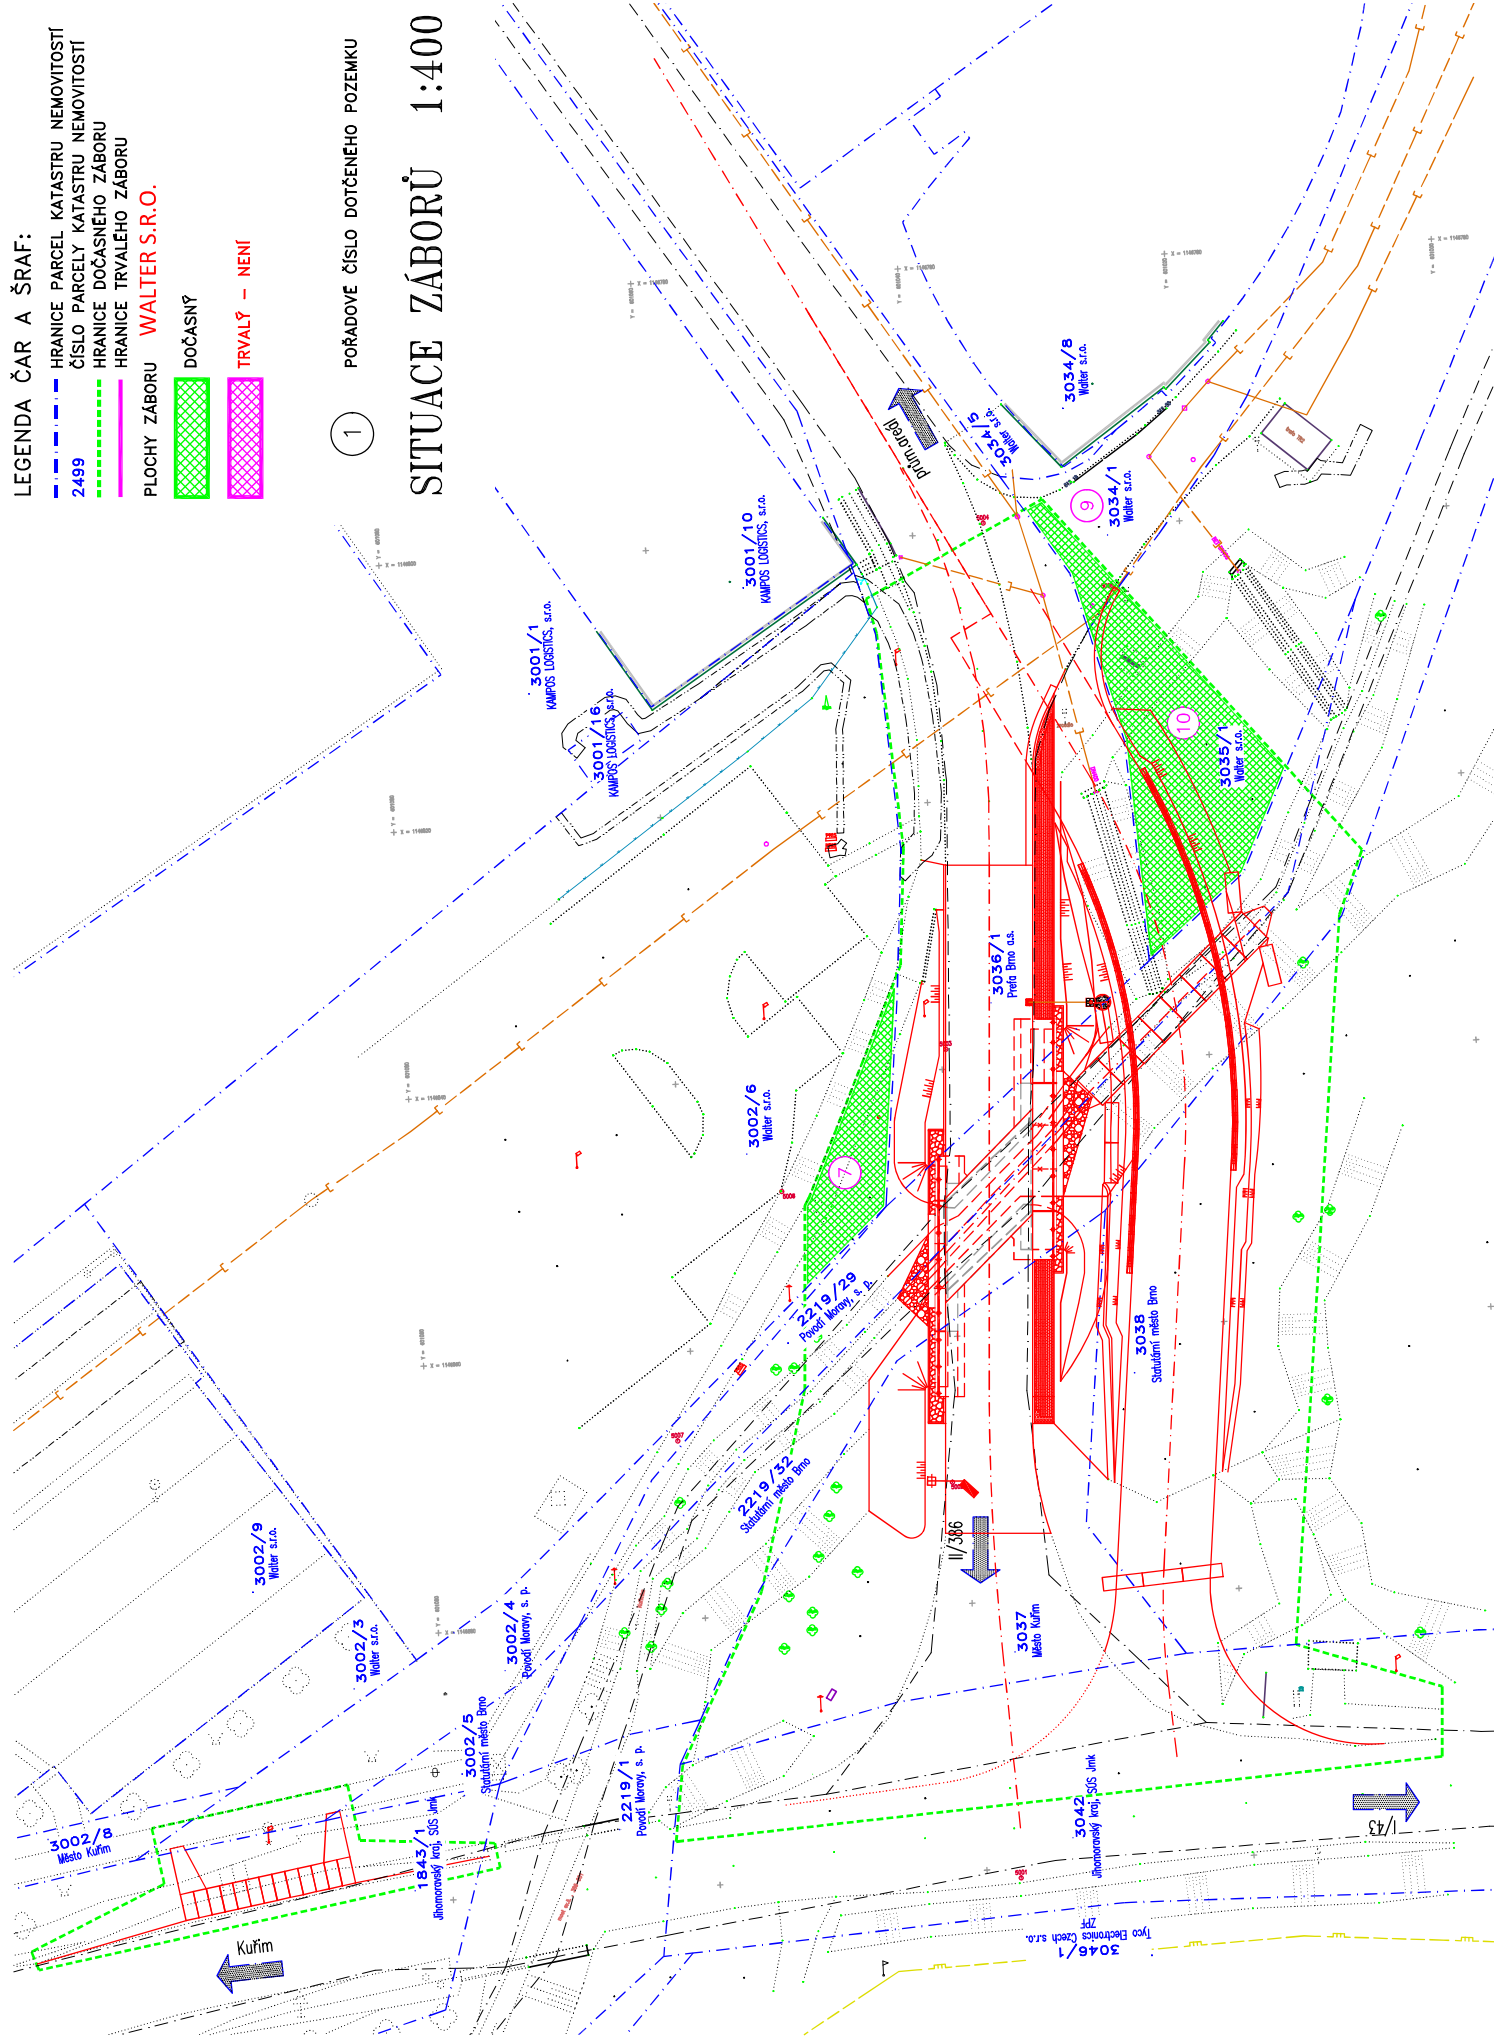 LEGENDA ČAR A ŠRAF:
HRANICE PARCEL KATASTRU NEMOVITOSTÍ
2499 ČÍSLO PARCELY KATASTRU NEMOVITOSTÍ
HRANICE DOČASNÉHO ZÁBORU
HRANICE TRVALÉHO ZÁBORU
PLOCHY ZÁBORU WALTER S.R.O.
DOČASNÝ
TRVALÝ – NENÍ
1 POŘADOVÉ ČÍSLO DOTČENÉHO POZEMKU
SITUACE ZÁBORŮ 1:400
3001/10
KAMPOS LOGISTICS, s.r.o.
3001/1
KAMPOS LOGISTICS, s.r.o.
3001/16
KAMPOS LOGISTICS, s.r.o.
prům.areál
3034/5
Walter s.r.o.
3034/8
Walter s.r.o.
3034/1
Walter s.r.o.
9
10
3035/1
Walter s.r.o.
3036/1
Prefa Brno a.s.
3002/6
Walter s.r.o.
7
2219/29
Povodí Moravy, s. p.
2219/32
Statutární město Brno
3038
Statutární město Brno
II/386
3037
Město Kuřim
3002/9
Walter s.r.o.
3002/3
Walter s.r.o.
3002/4
Povodí Moravy, s. p.
3002/5
Statutární město Brno
2219/1
Povodí Moravy, s. p.
3002/8
Město Kuřim
1843/1
Jihomoravský kraj, SÚS Jmk
3042
Jihomoravský kraj, SÚS Jmk
I/43
Kuřim
3046/1
Tyco Electronics Czech s.r.o.
ZPF